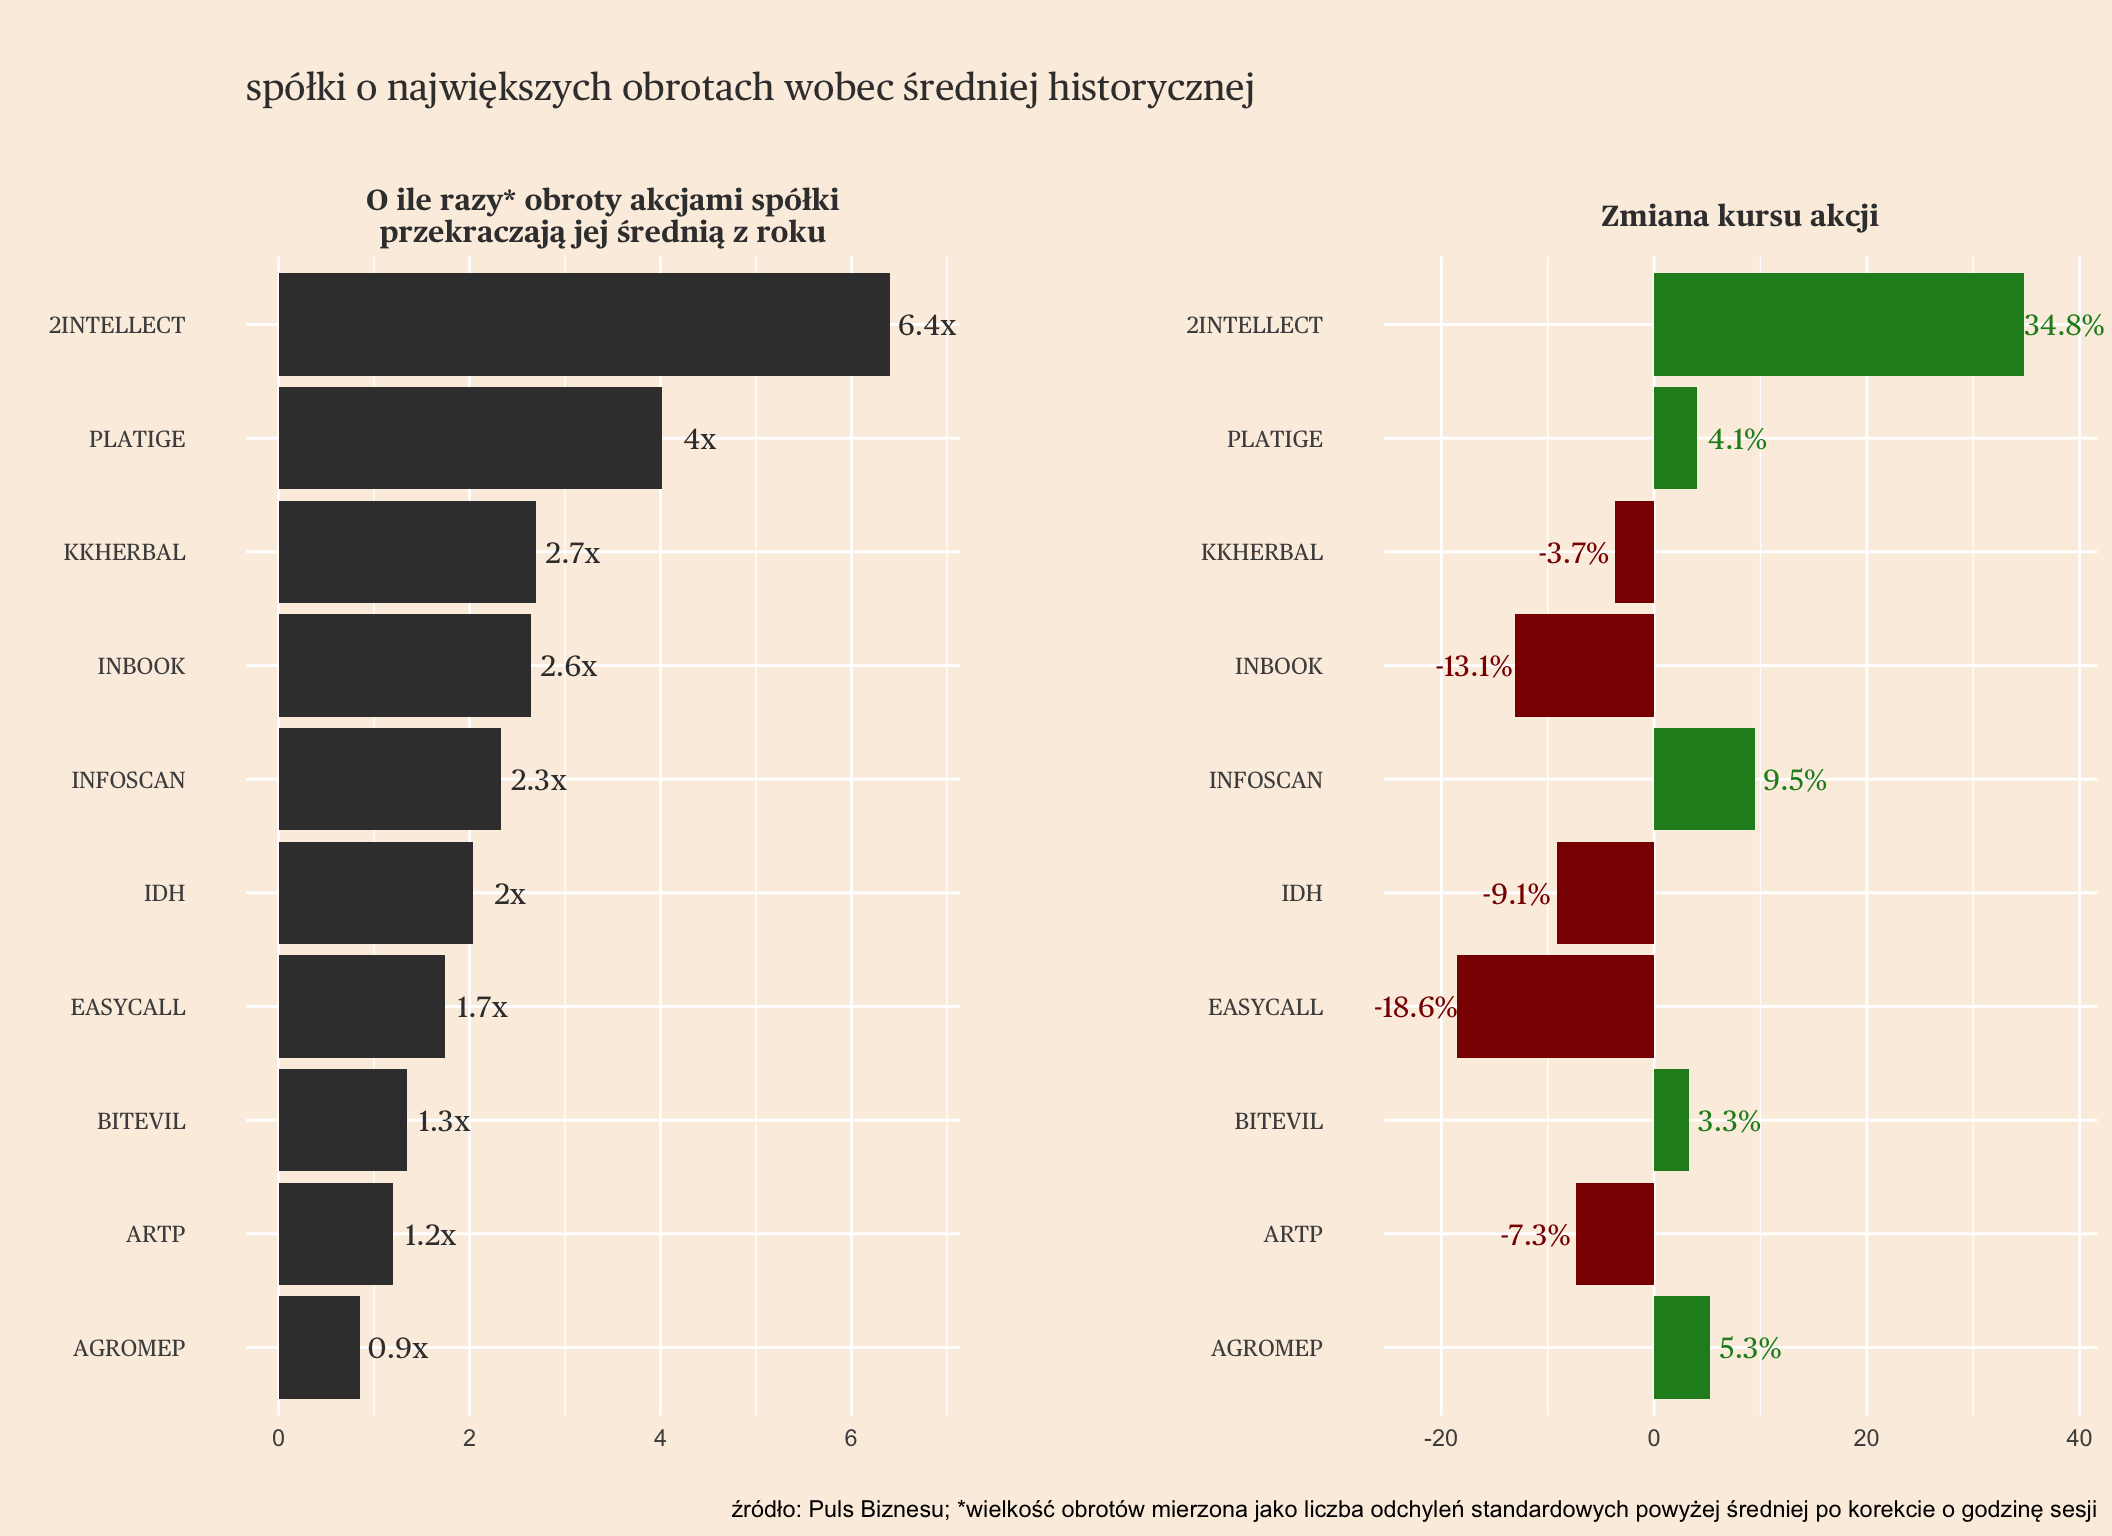 spółki o największych obrotach wobec średniej historycznej
O ile razy* obroty akcjami spółki
przekraczają jej średnią z roku
2INTELLECT
6.4x
PLATIGE
4x
KKHERBAL
2.7x
INBOOK
2.6x
INFOSCAN
2.3x
IDH
2x
EASYCALL
1.7x
BITEVIL
1.3x
ARTP
1.2x
AGROMEP
0.9x
0 2 4 6
Zmiana kursu akcji
2INTELLECT
34.8%
PLATIGE
4.1%
KKHERBAL
-3.7%
INBOOK
-13.1%
INFOSCAN
9.5%
IDH
-9.1%
EASYCALL
-18.6%
BITEVIL
3.3%
ARTP
-7.3%
AGROMEP
5.3%
-20 0 20 40
źródło: Puls Biznesu; *wielkość obrotów mierzona jako liczba odchyleń standardowych powyżej średniej po korekcie o godzinę sesji